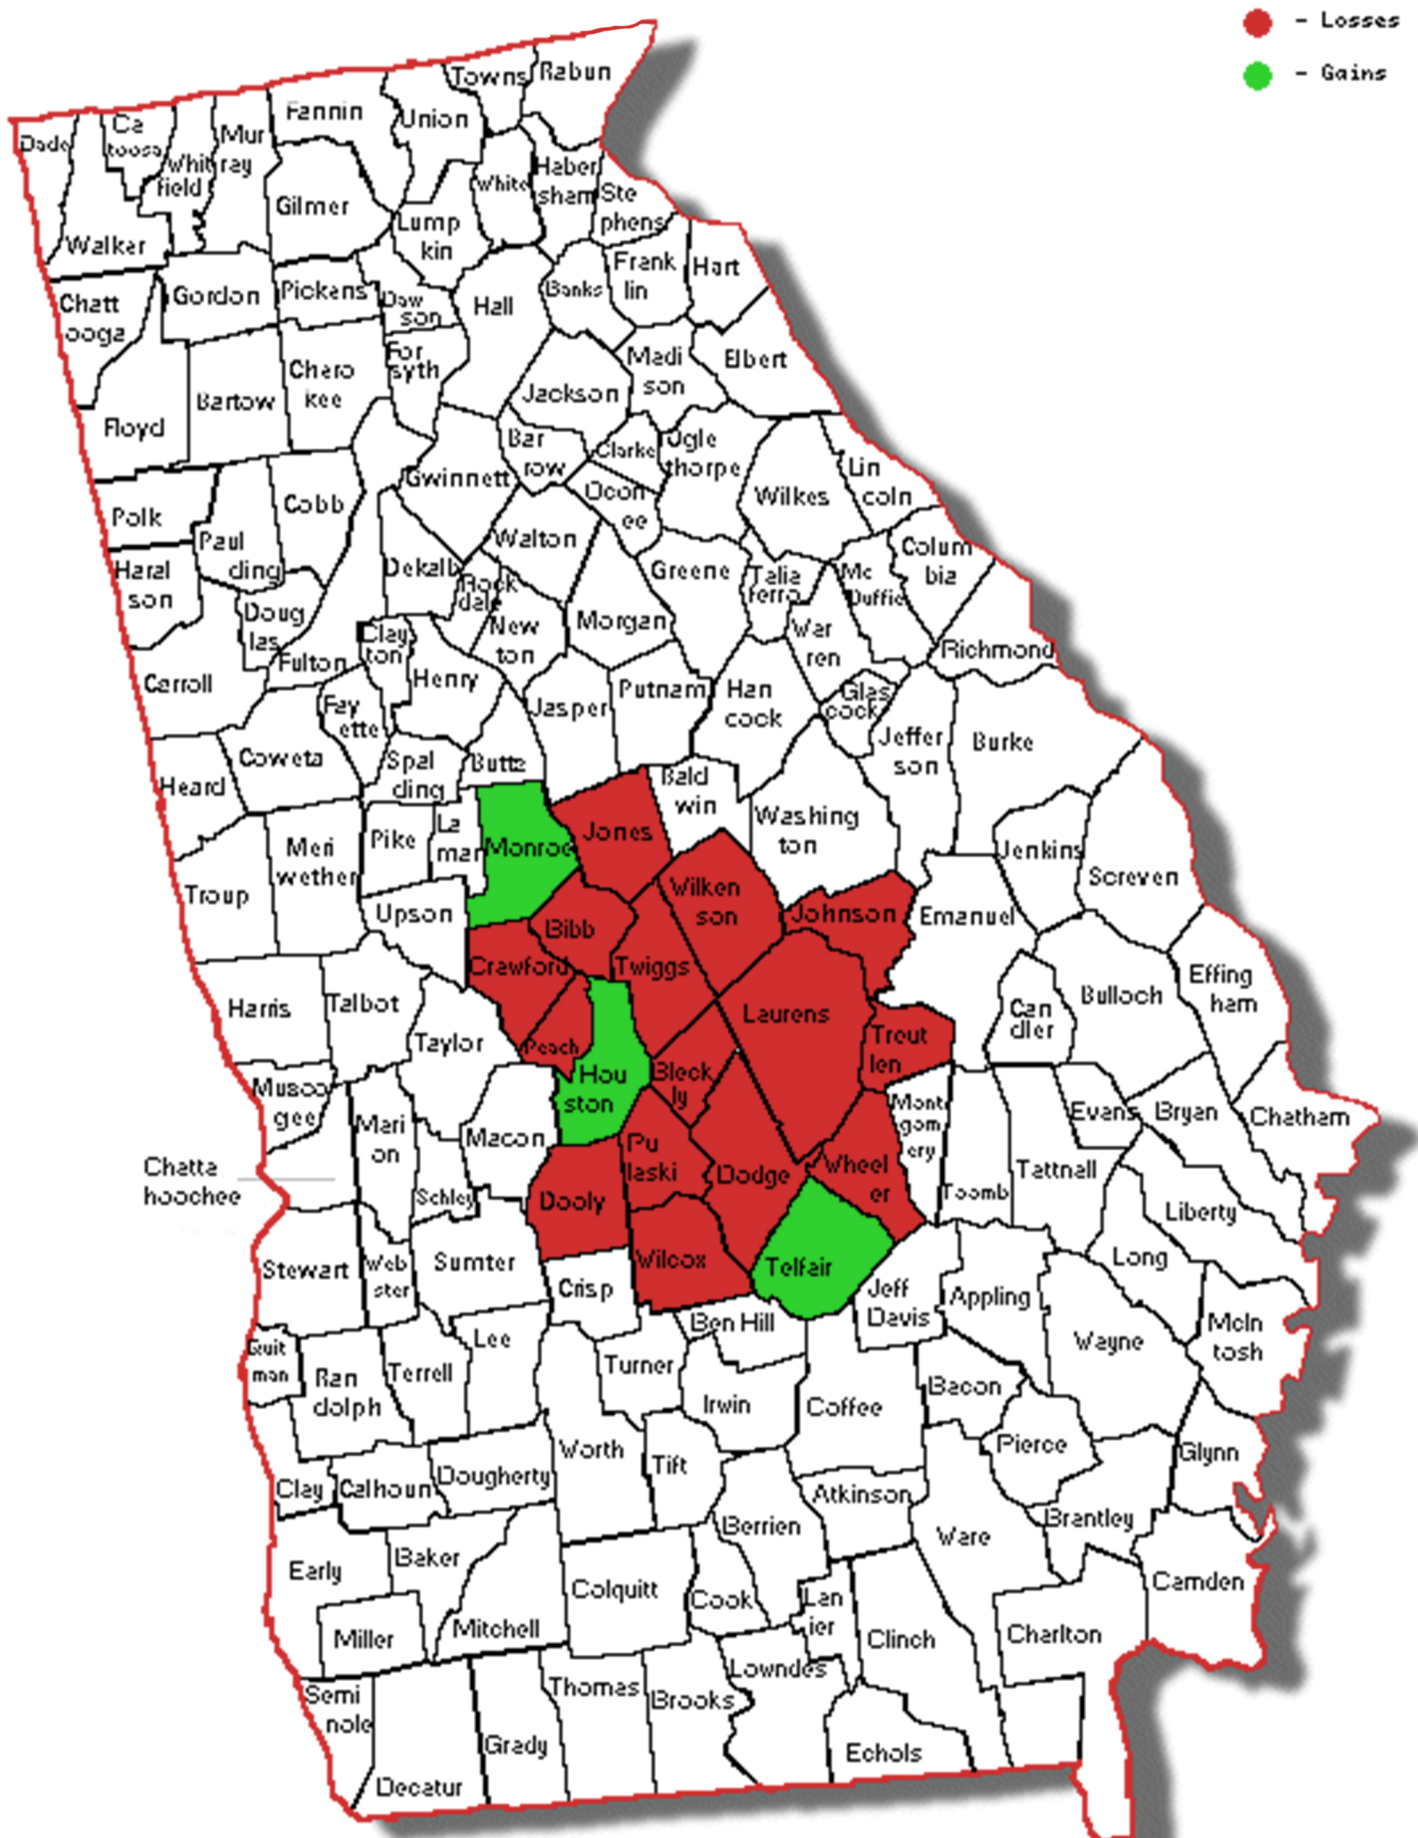 - Losses
- Gains
Towns
Rabun
Fannin
Union
Dade
Ca
toosa
Whit
field
Mur
ray
White
Haber
sham
Ste
phens
Gilmer
Lump
kin
Walker
Frank
lin
Hart
Chatt
ooga
Gordon
Pickens
Daw
son
Hall
Banks
Madi
son
Elbert
For
syth
Chero
kee
Bartow
Jackson
Floyd
Bar
row
Clarke
Ogle
thorpe
Lin
coln
Gwinnett
Ocon
ee
Wilkes
Cobb
Polk
Paul
ding
Walton
Colum
bia
Haral
son
Dekalb
Rock
dale
Greene
Talia
ferro
Mc
Duffie
Doug
las
Clay
ton
New
ton
Morgan
War
ren
Richmond
Fulton
Carroll
Henry
Jasper
Putnam
Han
cock
Glas
cock
Fay
ette
Jeffer
son
Burke
Coweta
Spal
ding
Butts
Heard
Bald
win
Washing
ton
La
mar
Pike
Meri
wether
Monroe
Jones
Jenkins
Screven
Troup
Upson
Wilken
son
Johnson
Emanuel
Bibb
Crawford
Twiggs
Effing
ham
Harris
Talbot
Laurens
Can
dler
Bulloch
Taylor
Peach
Trout
len
Hou
ston
Bleck
ly
Musco
gee
Mont
gom
ery
Evans
Bryan
Chatham
Mari
on
Macon
Pu
laski
Dodge
Wheel
er
Tattnall
Chatta
hoochee
Schley
Dooly
Toomb
Liberty
Stewart
Web
ster
Sumter
Wilcox
Telfair
Long
Crisp
Jeff
Davis
Appling
Ben Hill
McIn
tosh
Quit
man
Lee
Wayne
Ran
dolph
Terrell
Turner
Irwin
Coffee
Bacon
Pierce
Glynn
Worth
Tift
Clay
Calhoun
Dougherty
Atkinson
Berrien
Ware
Brantley
Early
Baker
Colquitt
Cook
Lan
ier
Camden
Miller
Mitchell
Clinch
Charlton
Lowndes
Semi
nole
Thomas
Brooks
Grady
Echols
Decatur